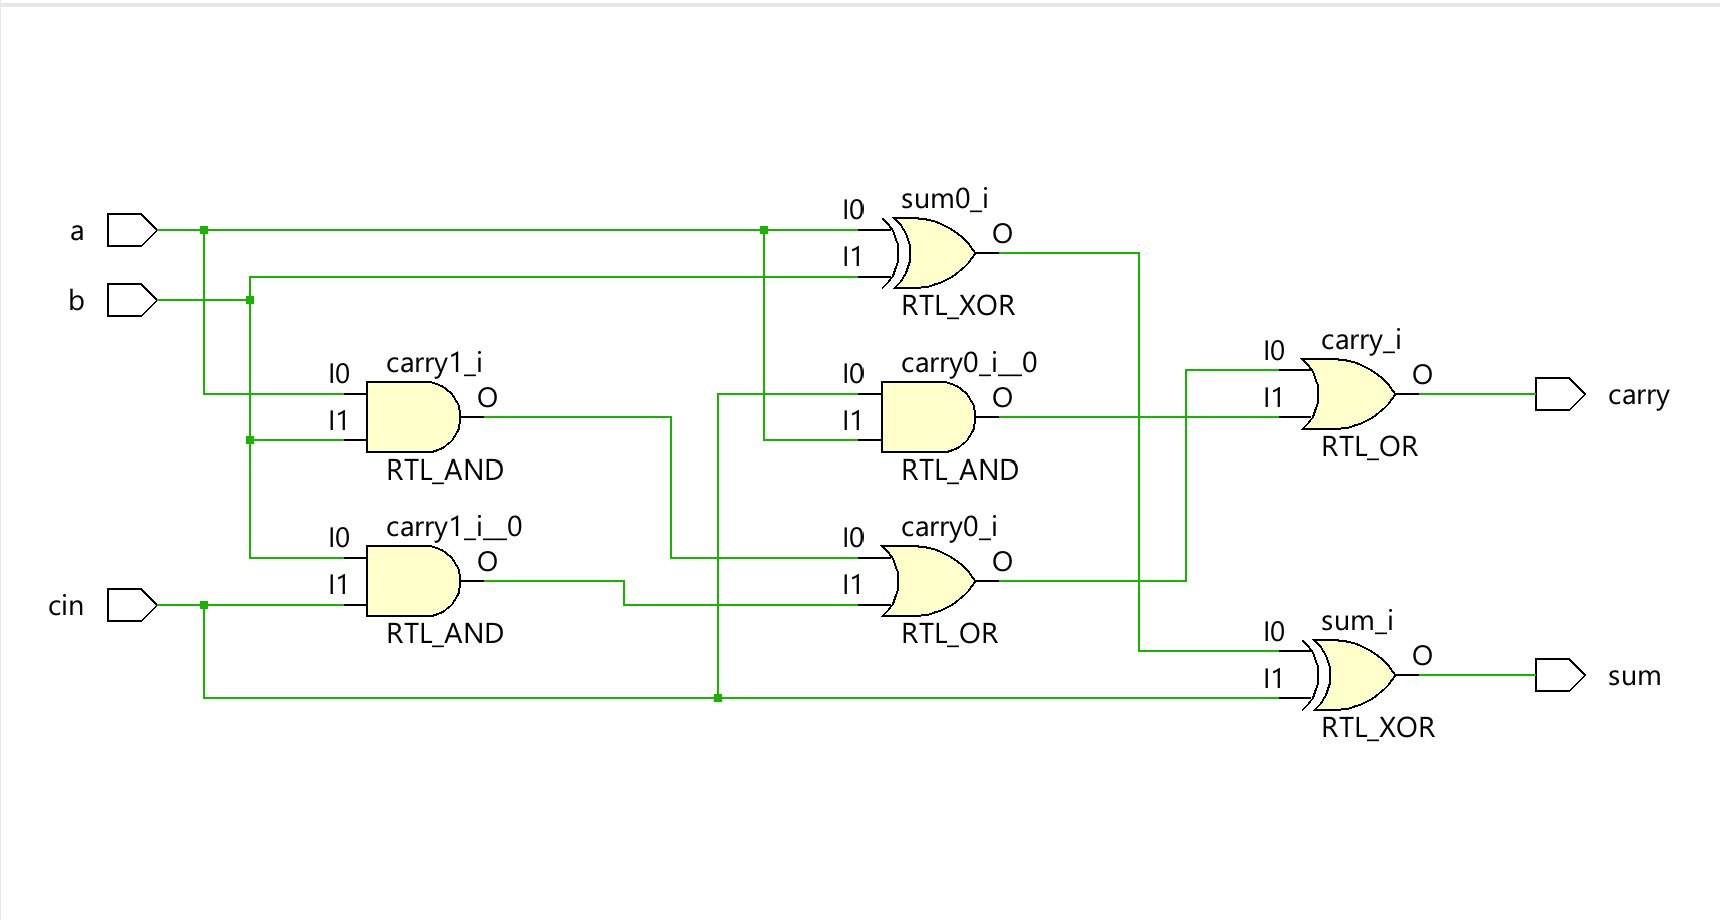 a
b
cin
I0
I1
sum0_i
O
RTL_XOR
I0
I1
carry1_i
O
RTL_AND
I0
I1
carry0_i__0
O
RTL_AND
I0
I1
carry_i
O
RTL_OR
carry
I0
I1
carry1_i__0
O
RTL_AND
I0
I1
carry0_i
O
RTL_OR
I0
I1
sum_i
O
RTL_XOR
sum